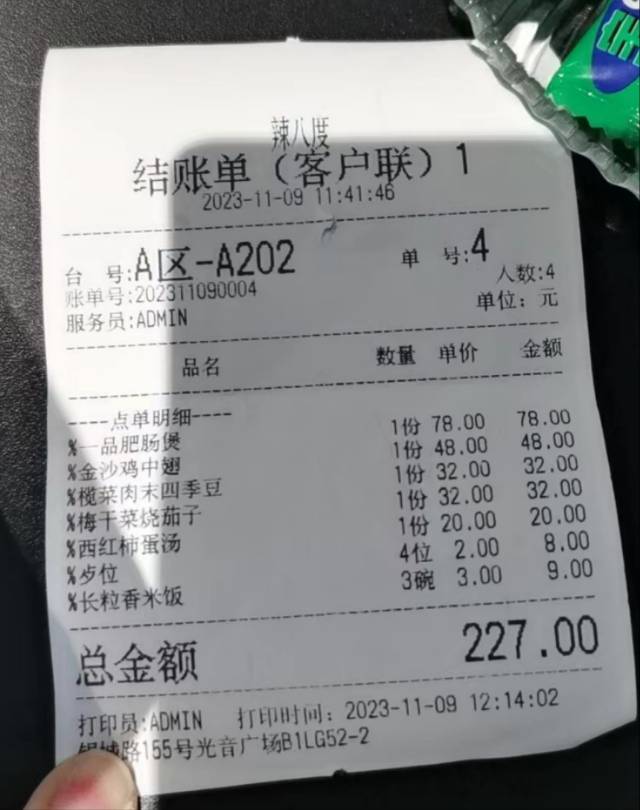 辣八度
结账单（客户联）1
2023-11-09 11:41:46
台 号:A区-A202 单 号:4
账单号:202311090004 人数:4
服务员:ADMIN 单位: 元
品名 数量 单价 金额
----点单明细----
%一品肥肠煲 1份 78.00 78.00
%金沙鸡中翅 1份 48.00 48.00
%榄菜肉末四季豆 1份 32.00 32.00
%梅干菜烧茄子 1份 32.00 32.00
%西红柿蛋汤 1份 20.00 20.00
%歺位 4位 2.00 8.00
%长粒香米饭 3碗 3.00 9.00
总金额 227.00
打印员:ADMIN 打印时间: 2023-11-09 12:14:02
路155号光音广场B1LG52-2